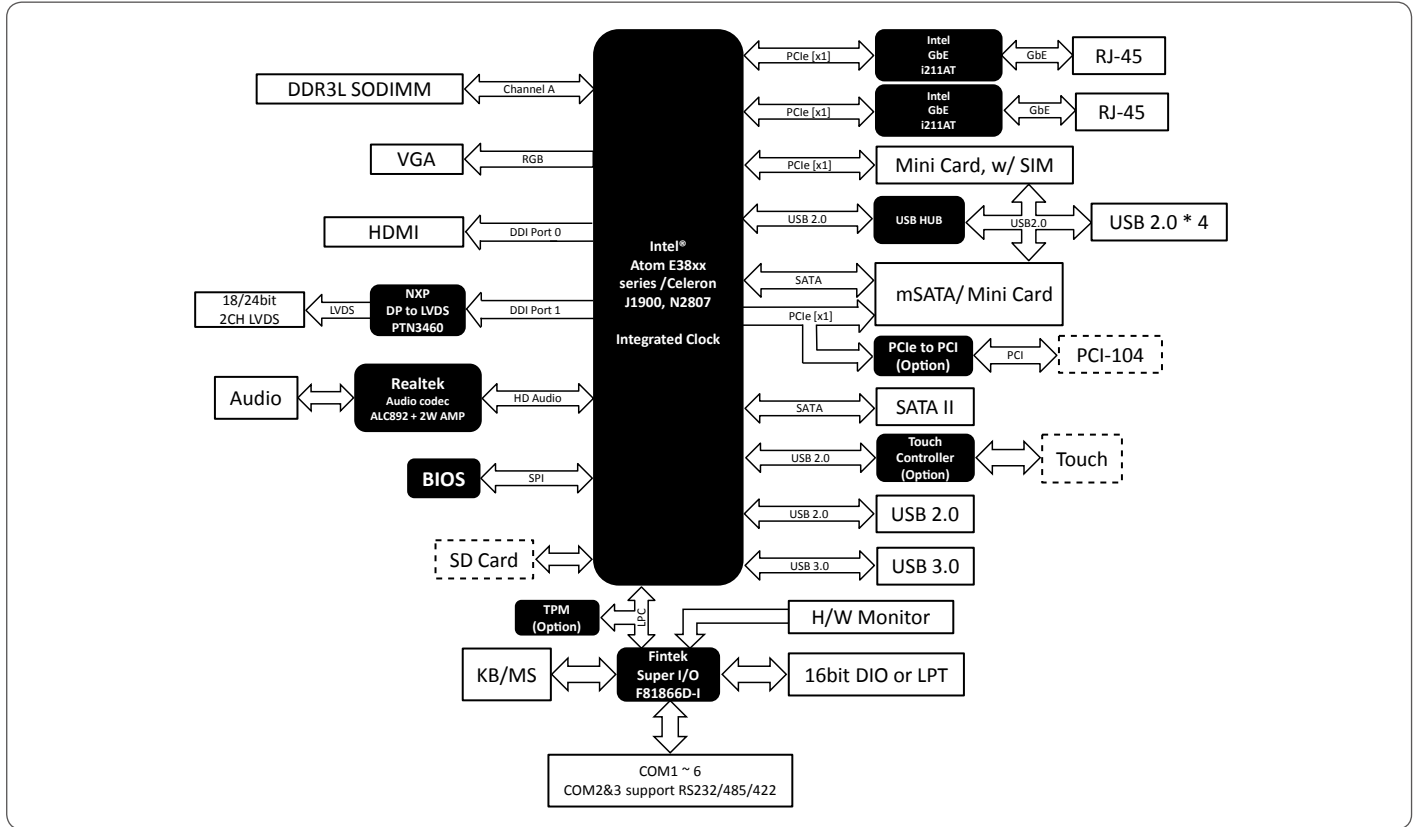 DDR3L SODIMM
Channel A
VGA
RGB
HDMI
DDI Port 0
18/24bit
2CH LVDS
LVDS
NXP
DP to LVDS
PTN3460
DDI Port 1
Audio
Realtek
Audio codec
ALC892 + 2W AMP
HD Audio
BIOS
SPI
SD Card
Intel®
Atom E38xx
series /Celeron
J1900, N2807
Integrated Clock
PCIe [x1]
Intel
GbE
i211AT
GbE
RJ-45
PCIe [x1]
Intel
GbE
i211AT
GbE
RJ-45
PCIe [x1]
Mini Card, w/ SIM
USB 2.0
USB HUB
USB2.0
USB 2.0 * 4
SATA
mSATA/ Mini Card
PCIe [x1]
PCIe to PCI
(Option)
PCI
PCI-104
SATA
SATA II
USB 2.0
Touch
Controller
(Option)
Touch
USB 2.0
USB 2.0
USB 3.0
USB 3.0
TPM
(Option)
LPC
H/W Monitor
KB/MS
Fintek
Super I/O
F81866D-I
16bit DIO or LPT
COM1 ~ 6
COM2&3 support RS232/485/422